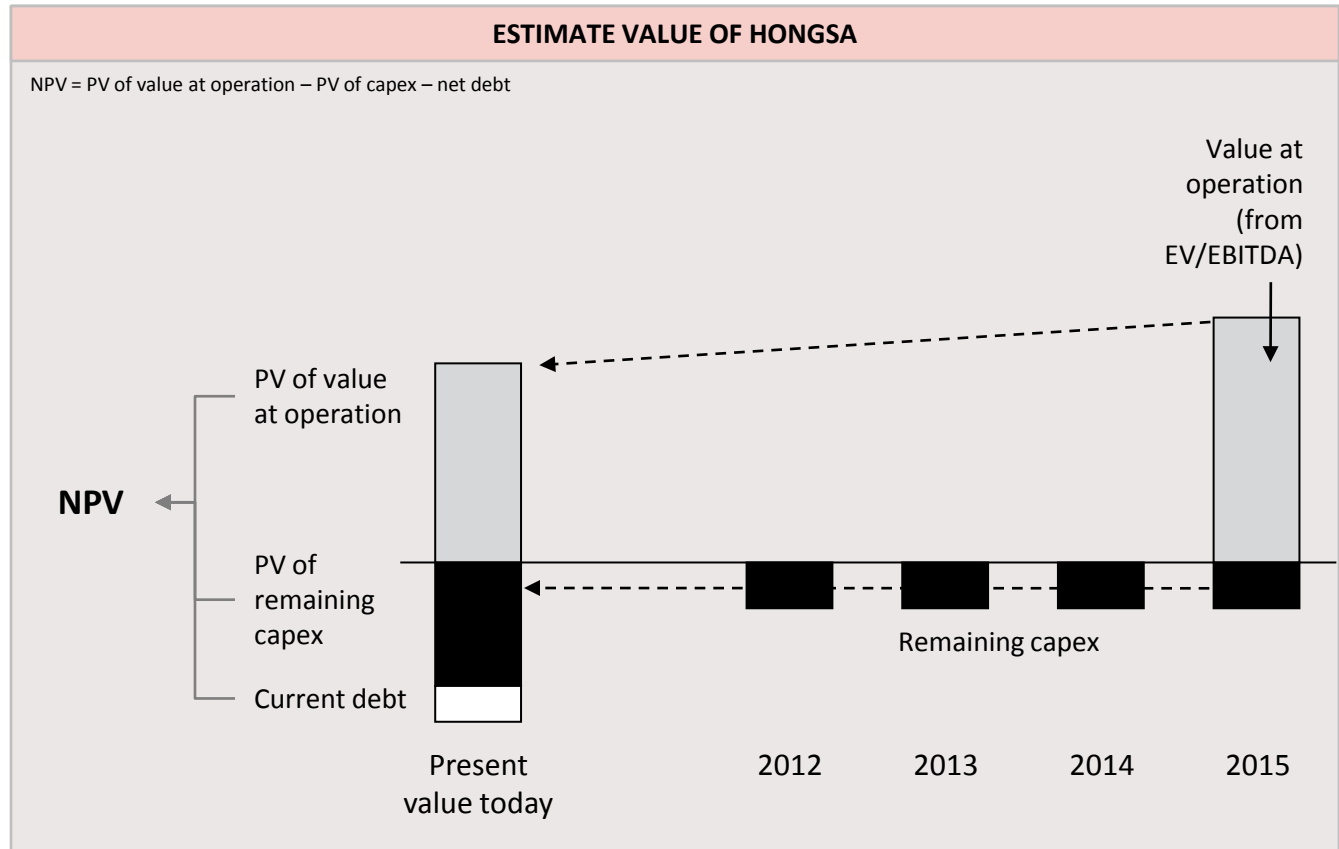 ESTIMATE VALUE OF HONGSA
NPV = PV of value at operation – PV of capex – net debt
Value at
operation
(from
EV/EBITDA)
PV of value
at operation
NPV
PV of
remaining
capex
Remaining capex
Current debt
Present
value today
2012
2013
2014
2015